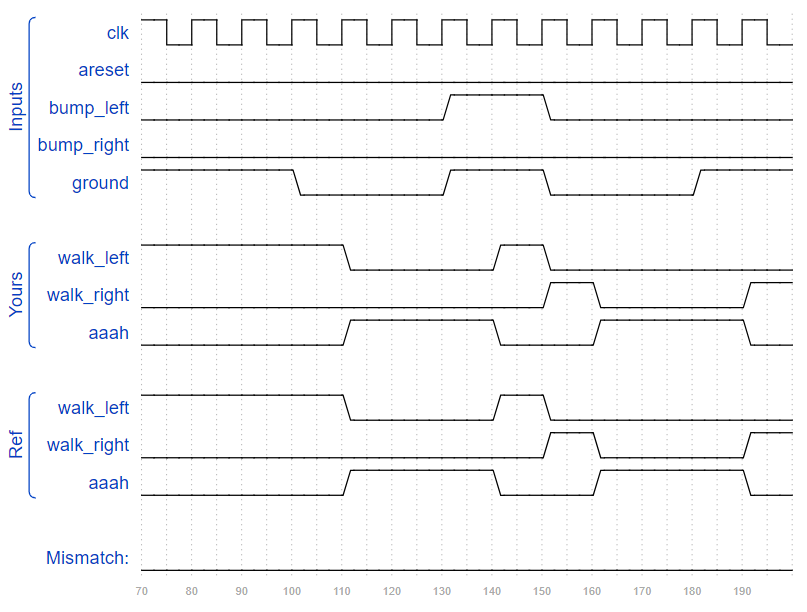 Inputs
clk
areset
bump_left
bump_right
ground
Yours
walk_left
walk_right
aaah
Ref
walk_left
walk_right
aaah
Mismatch:
70 80 90 100 110 120 130 140 150 160 170 180 190